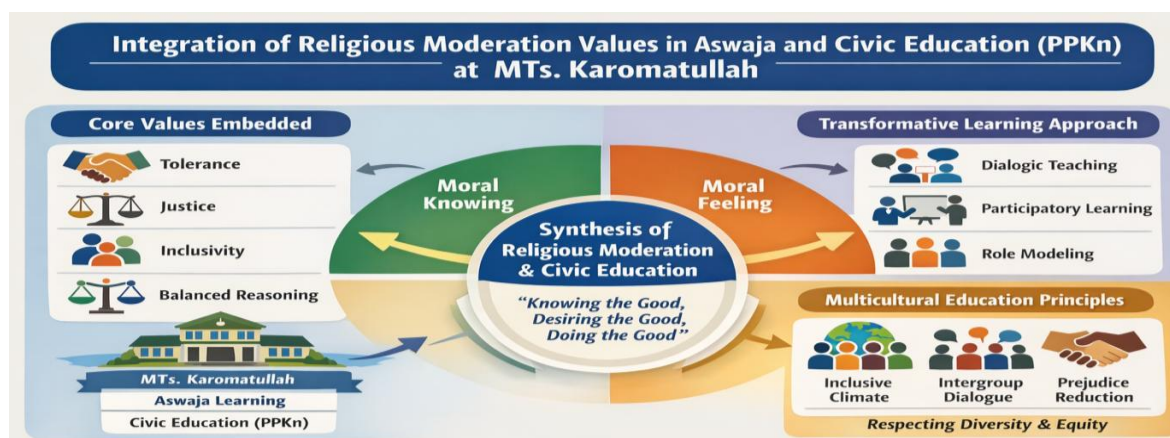 Integration of Religious Moderation Values in Aswaja and Civic Education (PPKn)
at MTs. Karomatullah
Core Values Embedded
Tolerance
Justice
Inclusivity
Balanced Reasoning
MTs. Karomatullah
Aswaja Learning
Civic Education (PPKn)
Moral
Knowing
Moral
Feeling
Synthesis of
Religious Moderation
& Civic Education
"Knowing the Good,
Desiring the Good,
Doing the Good"
Transformative Learning Approach
Dialogic Teaching
Participatory Learning
Role Modeling
Multicultural Education Principles
Inclusive
Climate
Intergroup
Dialogue
Prejudice
Reduction
Respecting Diversity & Equity